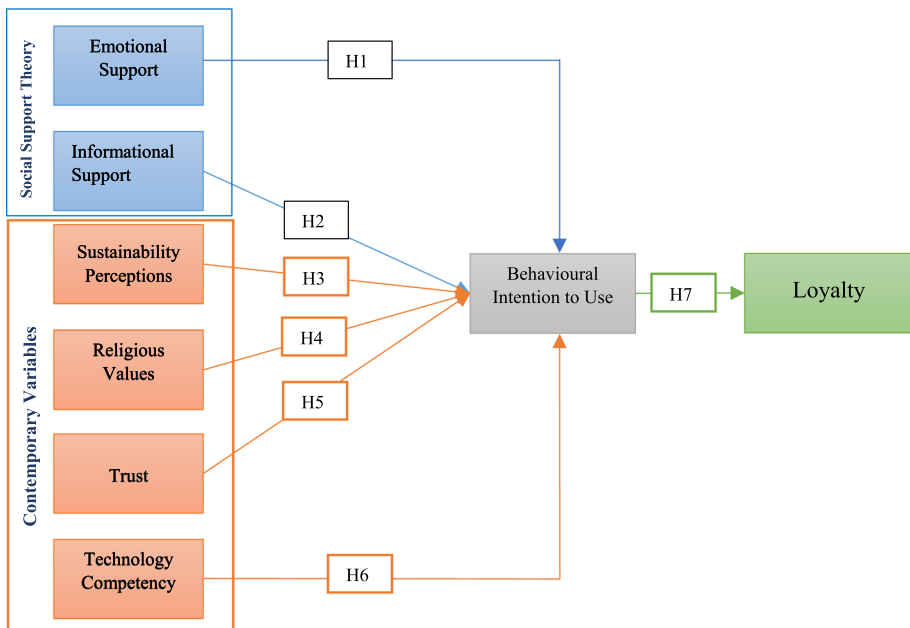 Social Support Theory
Emotional
Support
H1
Informational
Support
H2
Contemporary Variables
Sustainability
Perceptions
H3
Religious
Values
H4
Trust
H5
Technology
Competency
H6
Behavioural
Intention to Use
H7
Loyalty